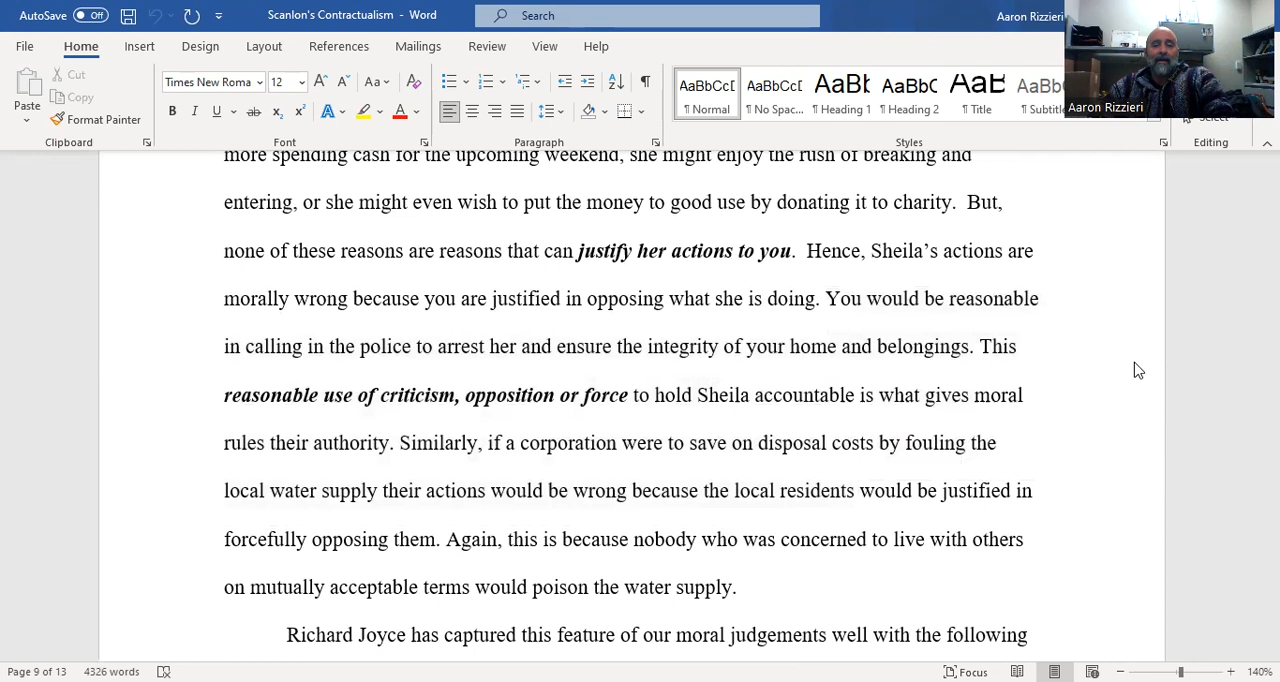 AutoSave Off Scanlon's Contractualism - Word Search Aaron Rizzieri
File Home Insert Design Layout References Mailings Review View Help
Paste Cut Copy Format Painter
Times New Roma 12 Aa
AaBbCcD AaBbCcD AaBb AaBbC AaB AaBbCc
Normal No Spac... Heading 1 Heading 2 Title Subtitle Select
Aaron Rizzieri
Clipboard Font Paragraph Styles Editing
more spending cash for the upcoming weekend, she might enjoy the rush of breaking and
entering, or she might even wish to put the money to good use by donating it to charity. But,
none of these reasons are reasons that can justify her actions to you. Hence, Sheila’s actions are
morally wrong because you are justified in opposing what she is doing. You would be reasonable
in calling in the police to arrest her and ensure the integrity of your home and belongings. This
reasonable use of criticism, opposition or force to hold Sheila accountable is what gives moral
rules their authority. Similarly, if a corporation were to save on disposal costs by fouling the
local water supply their actions would be wrong because the local residents would be justified in
forcefully opposing them. Again, this is because nobody who was concerned to live with others
on mutually acceptable terms would poison the water supply.
Richard Joyce has captured this feature of our moral judgements well with the following
Page 9 of 13 4326 words Focus 140%